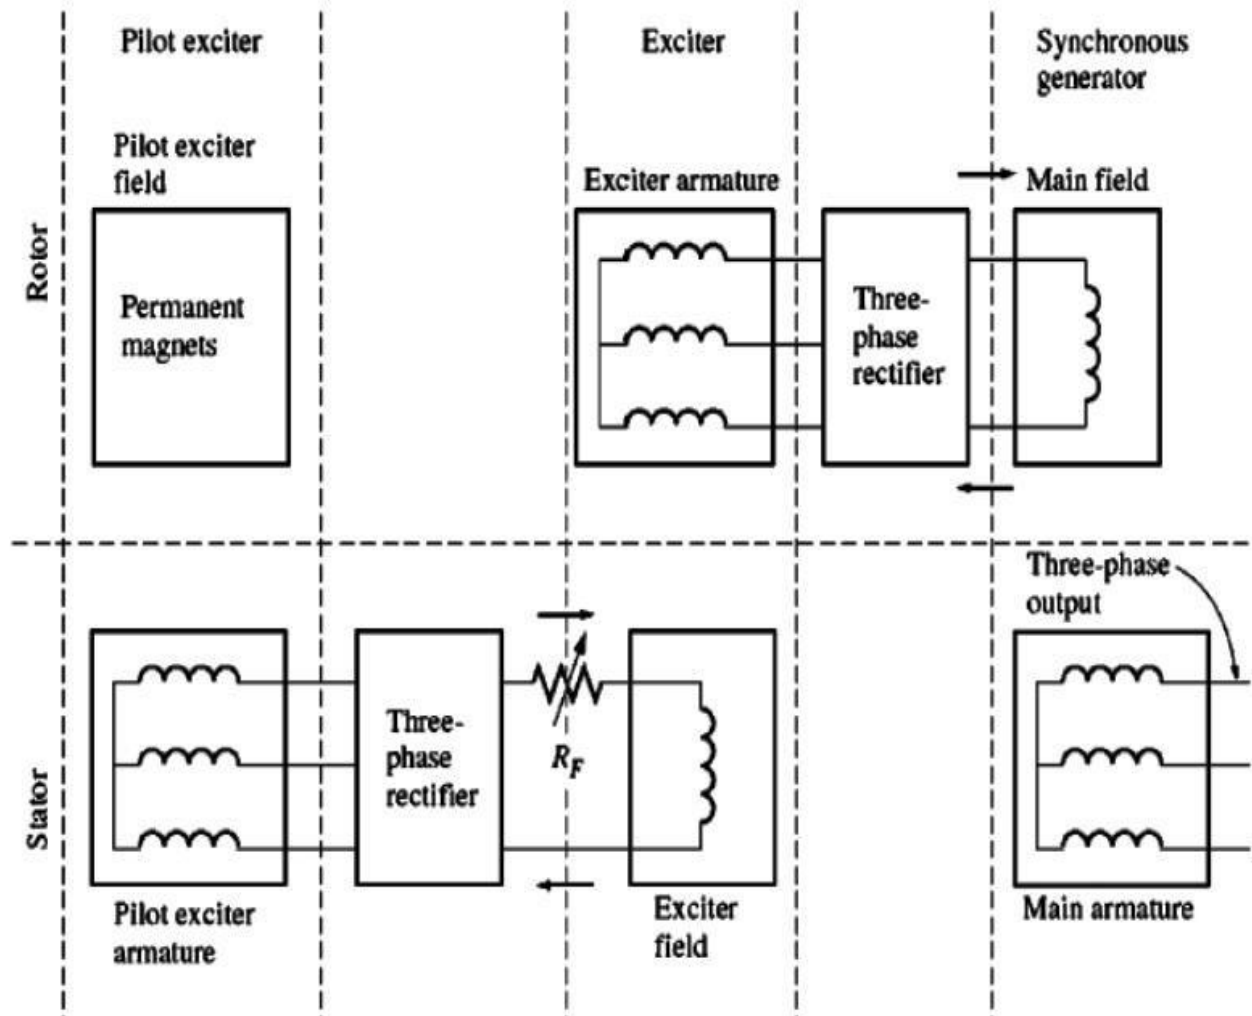 Pilot exciter
Exciter
Synchronous
generator
Pilot exciter
field
Exciter armature
Main field
Rotor
Permanent
magnets
Three-
phase
rectifier
Three-phase
output
Stator
Three-
phase
rectifier
R_F
Pilot exciter
armature
Exciter
field
Main armature